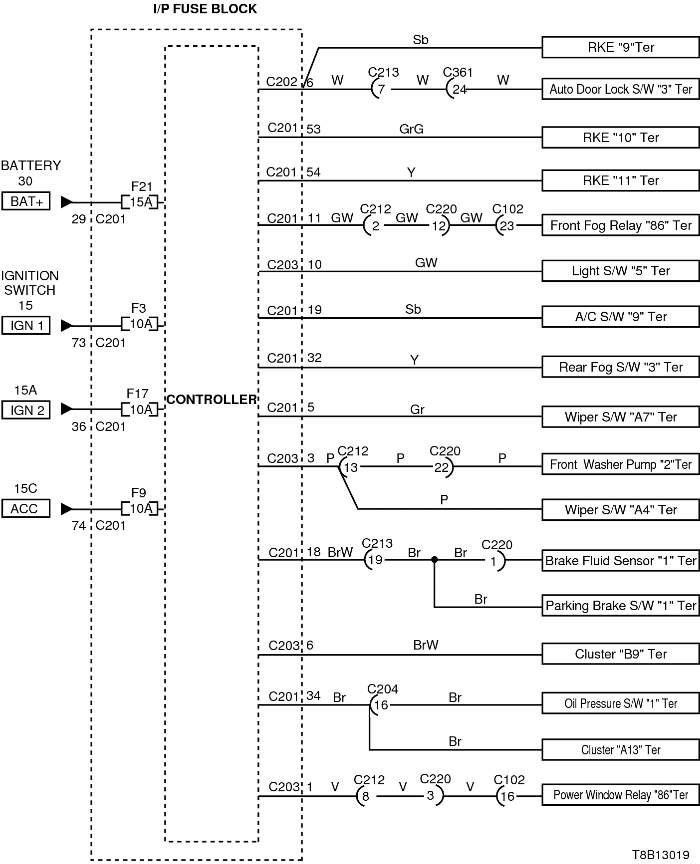 I/P FUSE BLOCK
Sb
RKE "9"Ter
C202 6 W C213 7 W C361 24 W Auto Door Lock S/W "3" Ter
C201 53 GrG RKE "10" Ter
C201 54 Y RKE "11" Ter
BATTERY
30
BAT+
29 C201
F21
15A
C201 11 GW C212 2 GW C220 12 GW C102 23 Front Fog Relay "86" Ter
C203 10 GW Light S/W "5" Ter
IGNITION
SWITCH
15
IGN 1
73 C201
F3
10A
C201 19 Sb A/C S/W "9" Ter
C201 32 Y Rear Fog S/W "3" Ter
15A
IGN 2
36 C201
F17
10A
CONTROLLER
C201 5 Gr Wiper S/W "A7" Ter
C203 3 P C212 13 P C220 22 P Front Washer Pump "2"Ter
P Wiper S/W "A4" Ter
15C
ACC
74 C201
F9
10A
C201 18 BrW C213 19 Br Br C220 1 Brake Fluid Sensor "1" Ter
Br Parking Brake S/W "1" Ter
C203 6 BrW Cluster "B9" Ter
C201 34 Br C204 16 Br Oil Pressure S/W "1" Ter
Br Cluster "A13" Ter
C203 1 V C212 8 V C220 3 V C102 16 Power Window Relay "86"Ter
T8B13019